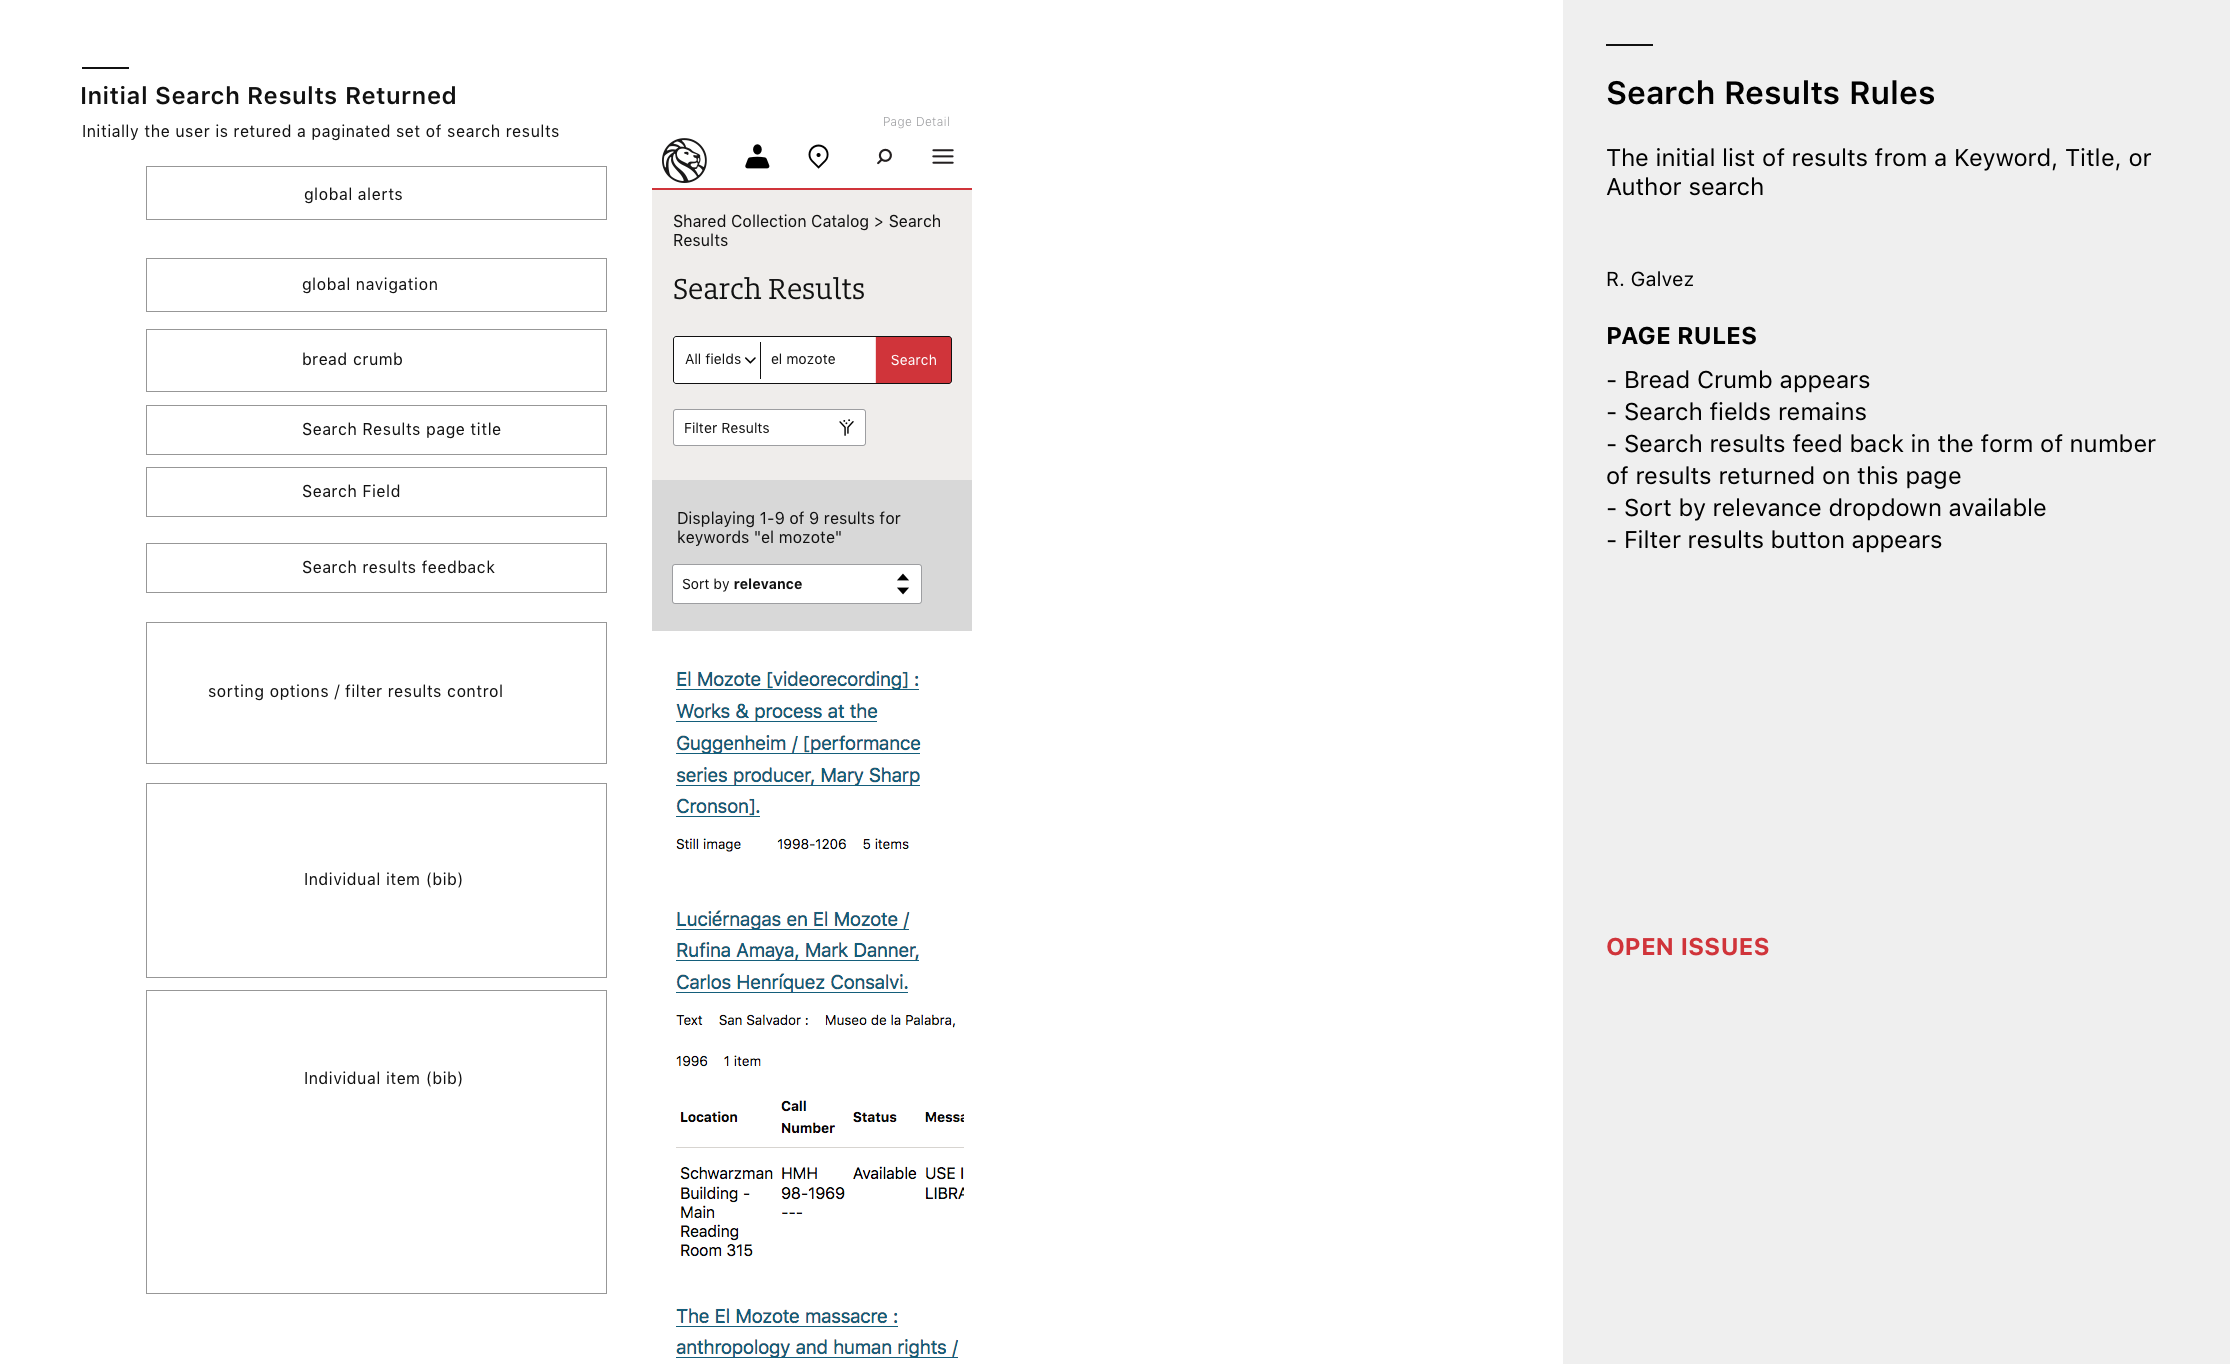 Initial Search Results Returned
Initially the user is retured a paginated set of search results
global alerts
global navigation
bread crumb
Search Results page title
Search Field
Search results feedback
sorting options / filter results control
Individual item (bib)
Individual item (bib)
Page Detail
Shared Collection Catalog > Search
Results
Search Results
All fields
el mozote
Search
Filter Results
Displaying 1-9 of 9 results for
keywords "el mozote"
Sort by relevance
El Mozote [videorecording] :
Works & process at the
Guggenheim / [performance
series producer, Mary Sharp
Cronson].
Still image 1998-1206 5 items
Luciérnagas en El Mozote /
Rufina Amaya, Mark Danner,
Carlos Henríquez Consalvi.
Text San Salvador : Museo de la Palabra,
1996 1 item
Location Call Number Status Messa
Schwarzman HMH Available USE I
Building - 98-1969 LIBRA
Main ---
Reading
Room 315
The El Mozote massacre :
anthropology and human rights /
Search Results Rules
The initial list of results from a Keyword, Title, or
Author search
R. Galvez
PAGE RULES
- Bread Crumb appears
- Search fields remains
- Search results feed back in the form of number
of results returned on this page
- Sort by relevance dropdown available
- Filter results button appears
OPEN ISSUES